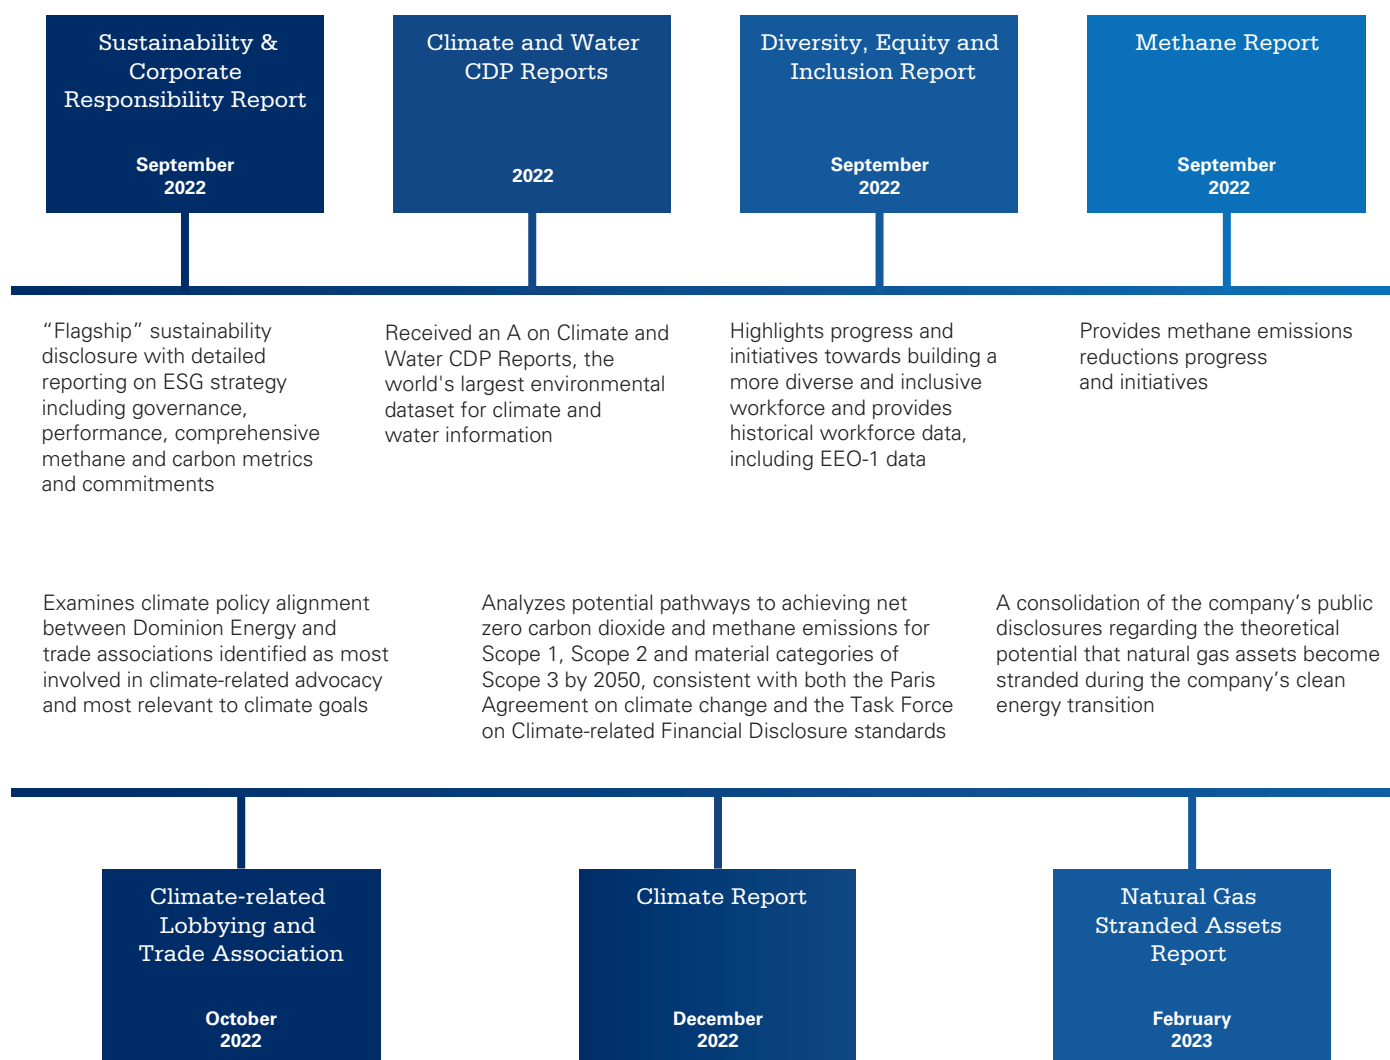 Sustainability &
Corporate
Responsibility Report
September
2022
Climate and Water
CDP Reports
2022
Diversity, Equity and
Inclusion Report
September
2022
Methane Report
September
2022
“Flagship” sustainability
disclosure with detailed
reporting on ESG strategy
including governance,
performance, comprehensive
methane and carbon metrics
and commitments
Received an A on Climate and
Water CDP Reports, the
world's largest environmental
dataset for climate and
water information
Highlights progress and
initiatives towards building a
more diverse and inclusive
workforce and provides
historical workforce data,
including EEO-1 data
Provides methane emissions
reductions progress
and initiatives
Examines climate policy alignment
between Dominion Energy and
trade associations identified as most
involved in climate-related advocacy
and most relevant to climate goals
Analyzes potential pathways to achieving net
zero carbon dioxide and methane emissions for
Scope 1, Scope 2 and material categories of
Scope 3 by 2050, consistent with both the Paris
Agreement on climate change and the Task Force
on Climate-related Financial Disclosure standards
A consolidation of the company’s public
disclosures regarding the theoretical
potential that natural gas assets become
stranded during the company’s clean
energy transition
Climate-related
Lobbying and
Trade Association
October
2022
Climate Report
December
2022
Natural Gas
Stranded Assets
Report
February
2023